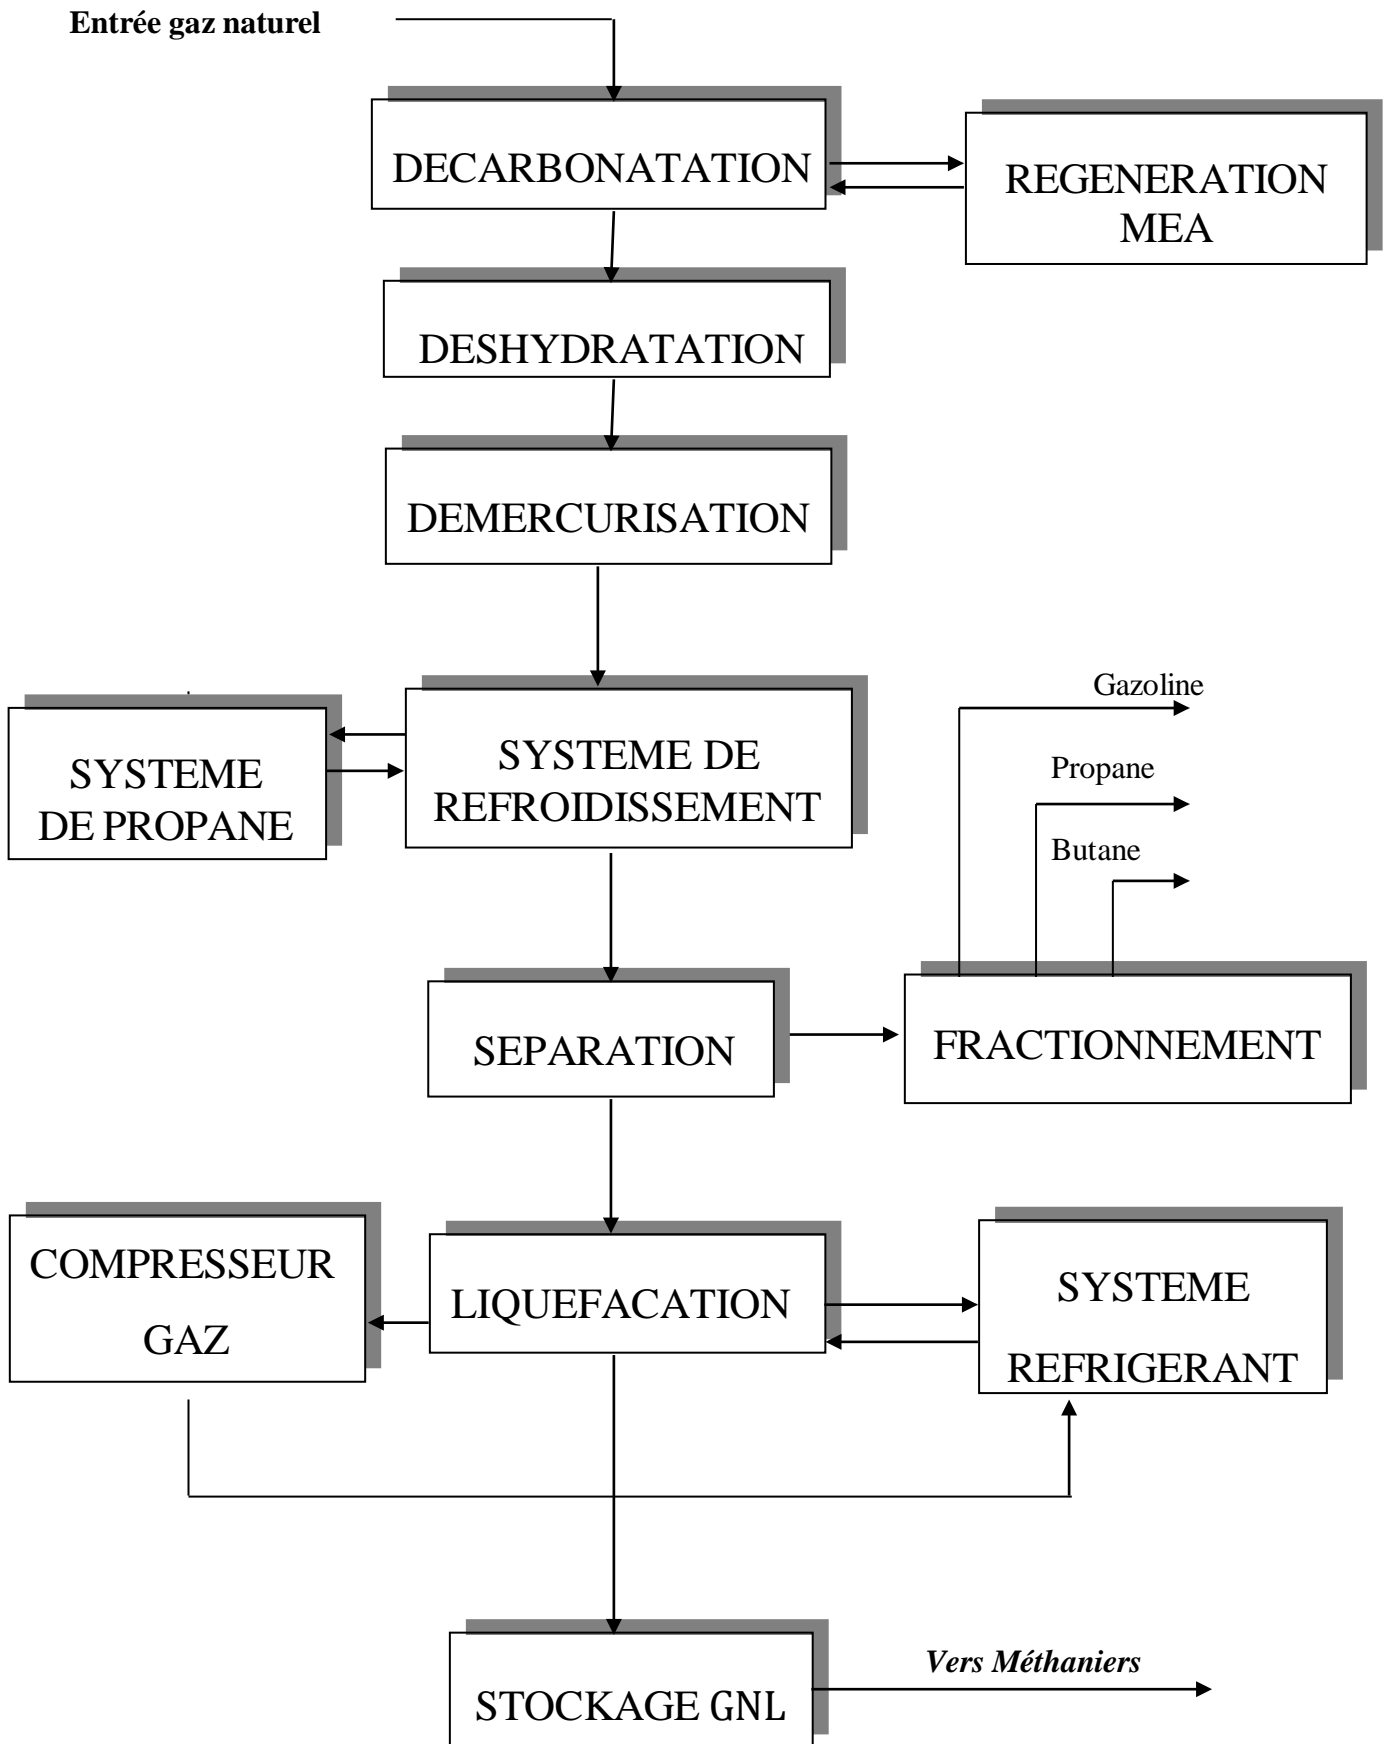 Entrée gaz naturel
DECARBONATATION
REGENERATION
MEA
DESHYDRATATION
DEMERCURISATION
SYSTEME
DE PROPANE
SYSTEME DE
REFROIDISSEMENT
Gazoline
Propane
Butane
SEPARATION
FRACTIONNEMENT
COMPRESSEUR
GAZ
LIQUEFACATION
SYSTEME
REFRIGERANT
STOCKAGE GNL
Vers Méthaniers